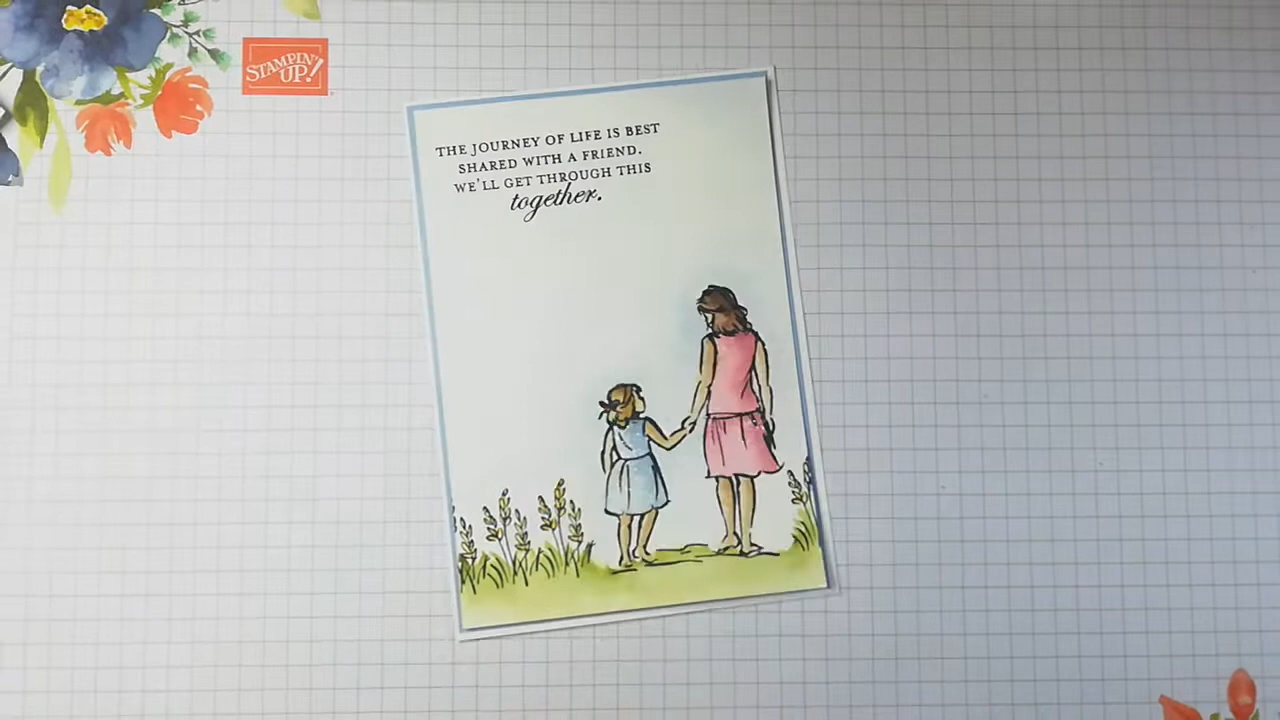 STAMPIN' UP!
THE JOURNEY OF LIFE IS BEST
SHARED WITH A FRIEND.
WE'LL GET THROUGH THIS
together.